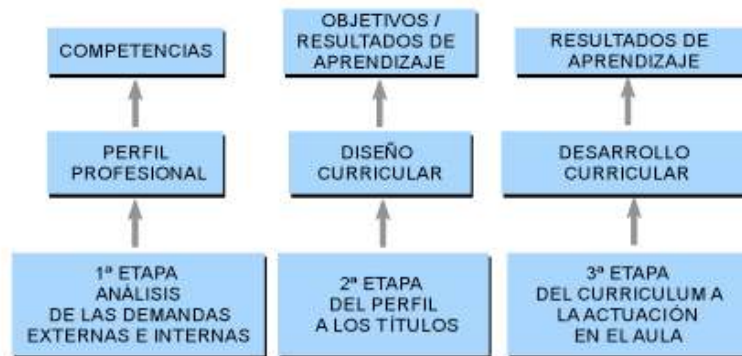 COMPETENCIAS
OBJETIVOS /
RESULTADOS DE
APRENDIZAJE
RESULTADOS DE
APRENDIZAJE
PERFIL
PROFESIONAL
DISEÑO
CURRICULAR
DESARROLLO
CURRICULAR
1ª ETAPA
ANÁLISIS
DE LAS DEMANDAS
EXTERNAS E INTERNAS
2ª ETAPA
DEL PERFIL
A LOS TÍTULOS
3ª ETAPA
DEL CURRICULUM A
LA ACTUACIÓN
EN EL AULA